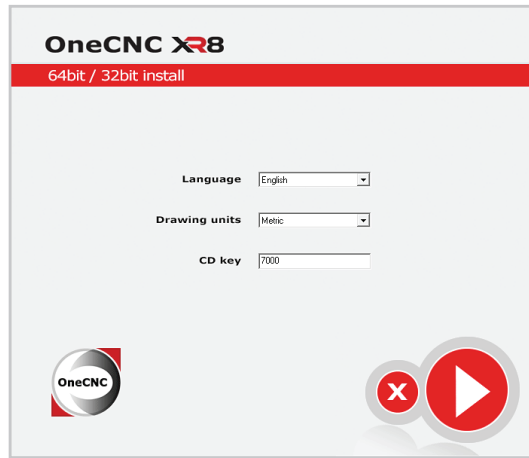 OneCNC XR8
64bit / 32bit install
Language English
Drawing units Metric
CD key 7000
OneCNC
X